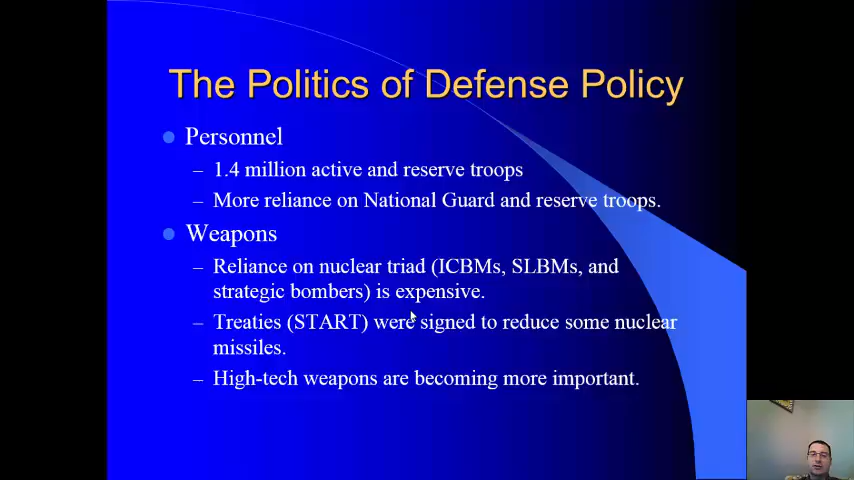 The Politics of Defense Policy
Personnel
– 1.4 million active and reserve troops
– More reliance on National Guard and reserve troops.
Weapons
– Reliance on nuclear triad (ICBMs, SLBMs, and
strategic bombers) is expensive.
– Treaties (START) were signed to reduce some nuclear
missiles.
– High-tech weapons are becoming more important.